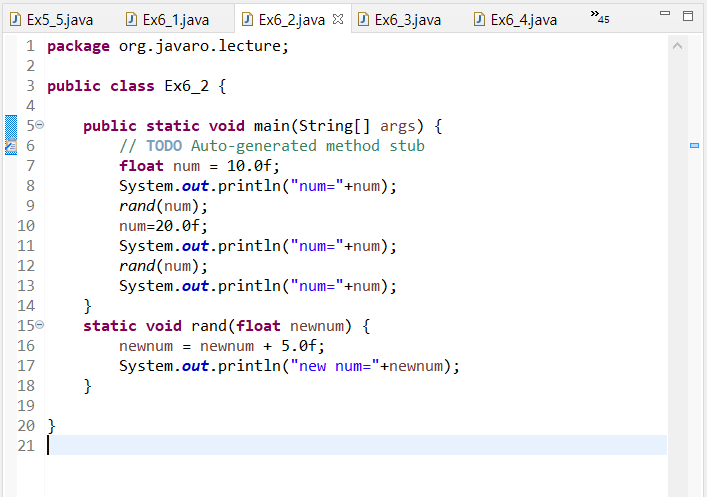 Ex5_5.java Ex6_1.java Ex6_2.java Ex6_3.java Ex6_4.java »45
1 package org.javaro.lecture;
2
3 public class Ex6_2 {
4
5 public static void main(String[] args) {
6 // TODO Auto-generated method stub
7 float num = 10.0f;
8 System.out.println("num="+num);
9 rand(num);
10 num=20.0f;
11 System.out.println("num="+num);
12 rand(num);
13 System.out.println("num="+num);
14 }
15 static void rand(float newnum) {
16 newnum = newnum + 5.0f;
17 System.out.println("new num="+newnum);
18 }
19
20 }
21